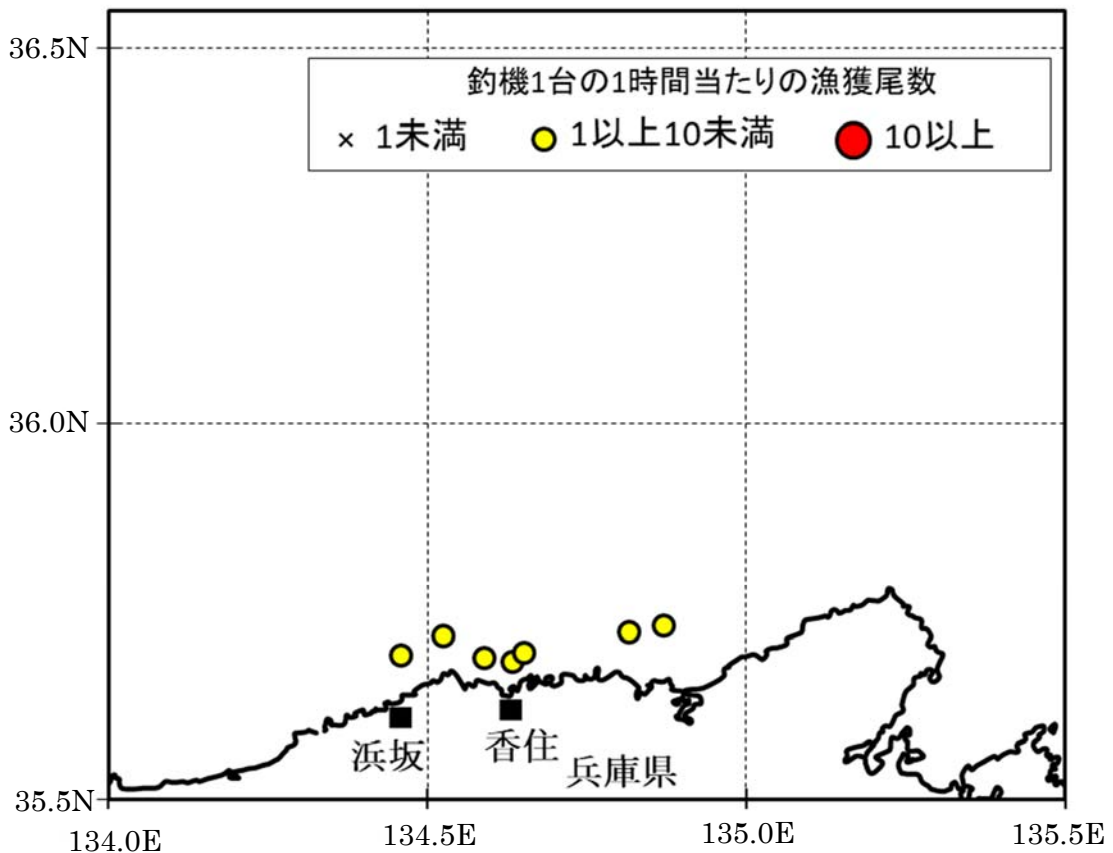 36.5N
釣機1台の1時間当たりの漁獲尾数
× 1未満 1以上10未満 10以上
36.0N
浜坂
香住
兵庫県
35.5N
134.0E 134.5E 135.0E 135.5E